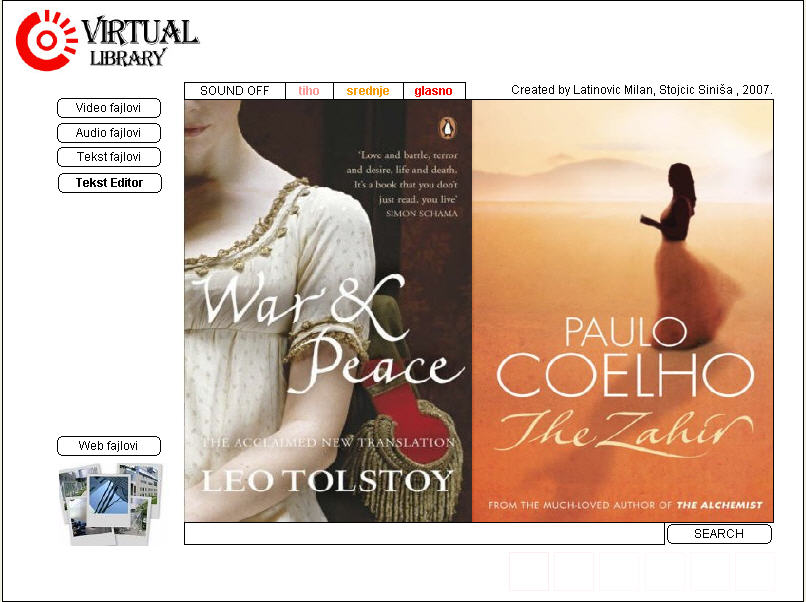 VIRTUAL
LIBRARY
SOUND OFF tiho srednje glasno
Created by Latinovic Milan, Stojcic Siniša , 2007.
Video fajlovi
Audio fajlovi
Tekst fajlovi
Tekst Editor
Web fajlovi
'Love and battle, terror
and desire, life and death.
It's a book that you don't
just read, you live'
SIMON SCHAMA
War &
Peace
THE ACCLAIMED NEW TRANSLATION
LEO TOLSTOY
PAULO
COELHO
The Zahir
FROM THE MUCH-LOVED AUTHOR OF THE ALCHEMIST
SEARCH